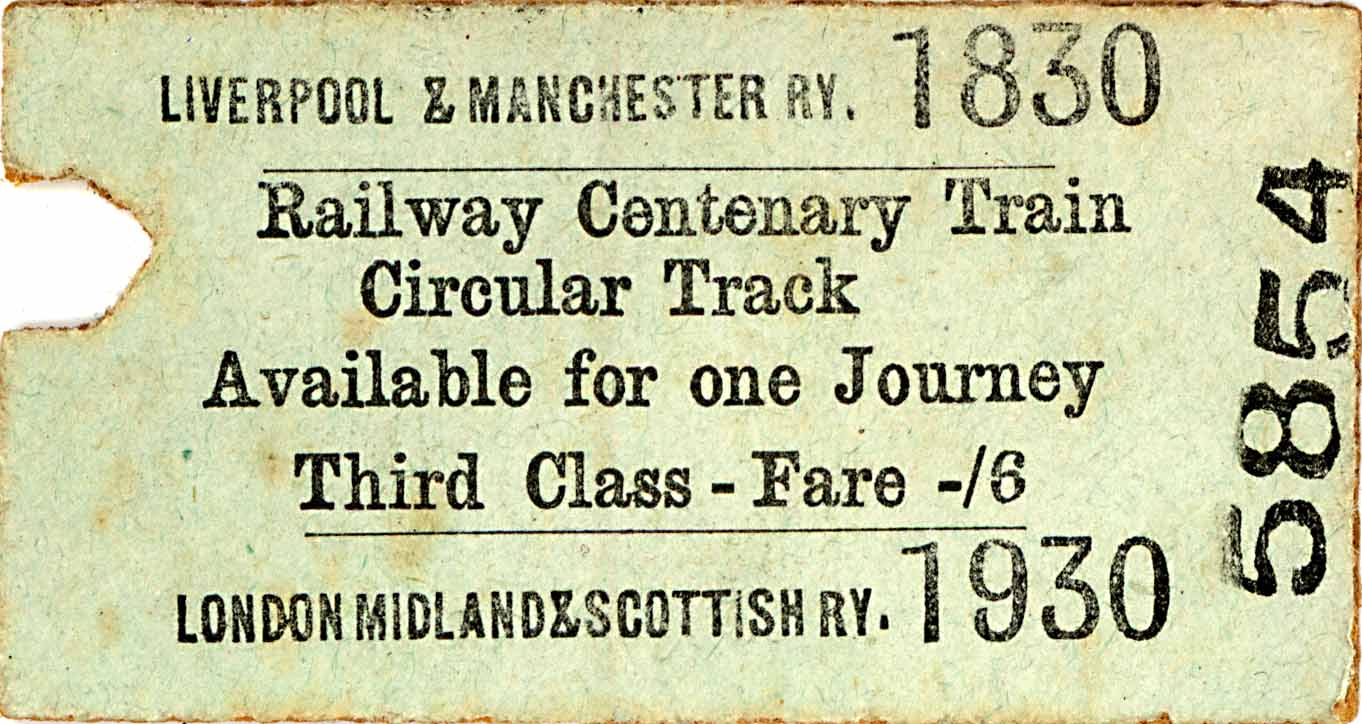 LIVERPOOL & MANCHESTER RY. 1830
Railway Centenary Train
Circular Track
Available for one Journey
Third Class - Fare -/6
LONDON MIDLAND & SCOTTISH RY. 1930
5854